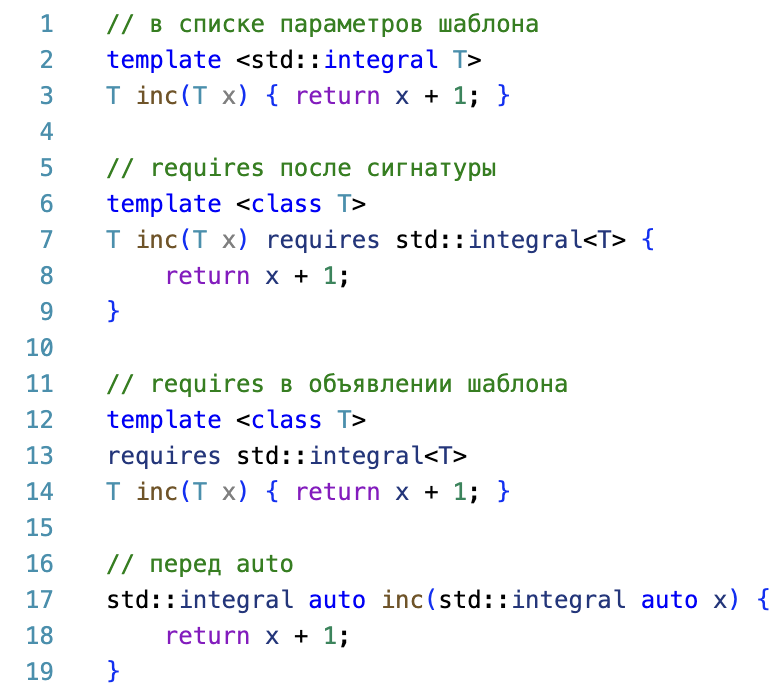 1 // в списке параметров шаблона
2 template <std::integral T>
3 T inc(T x) { return x + 1; }
4
5 // requires после сигнатуры
6 template <class T>
7 T inc(T x) requires std::integral<T> {
8     return x + 1;
9 }
10
11 // requires в объявлении шаблона
12 template <class T>
13 requires std::integral<T>
14 T inc(T x) { return x + 1; }
15
16 // перед auto
17 std::integral auto inc(std::integral auto x) {
18     return x + 1;
19 }